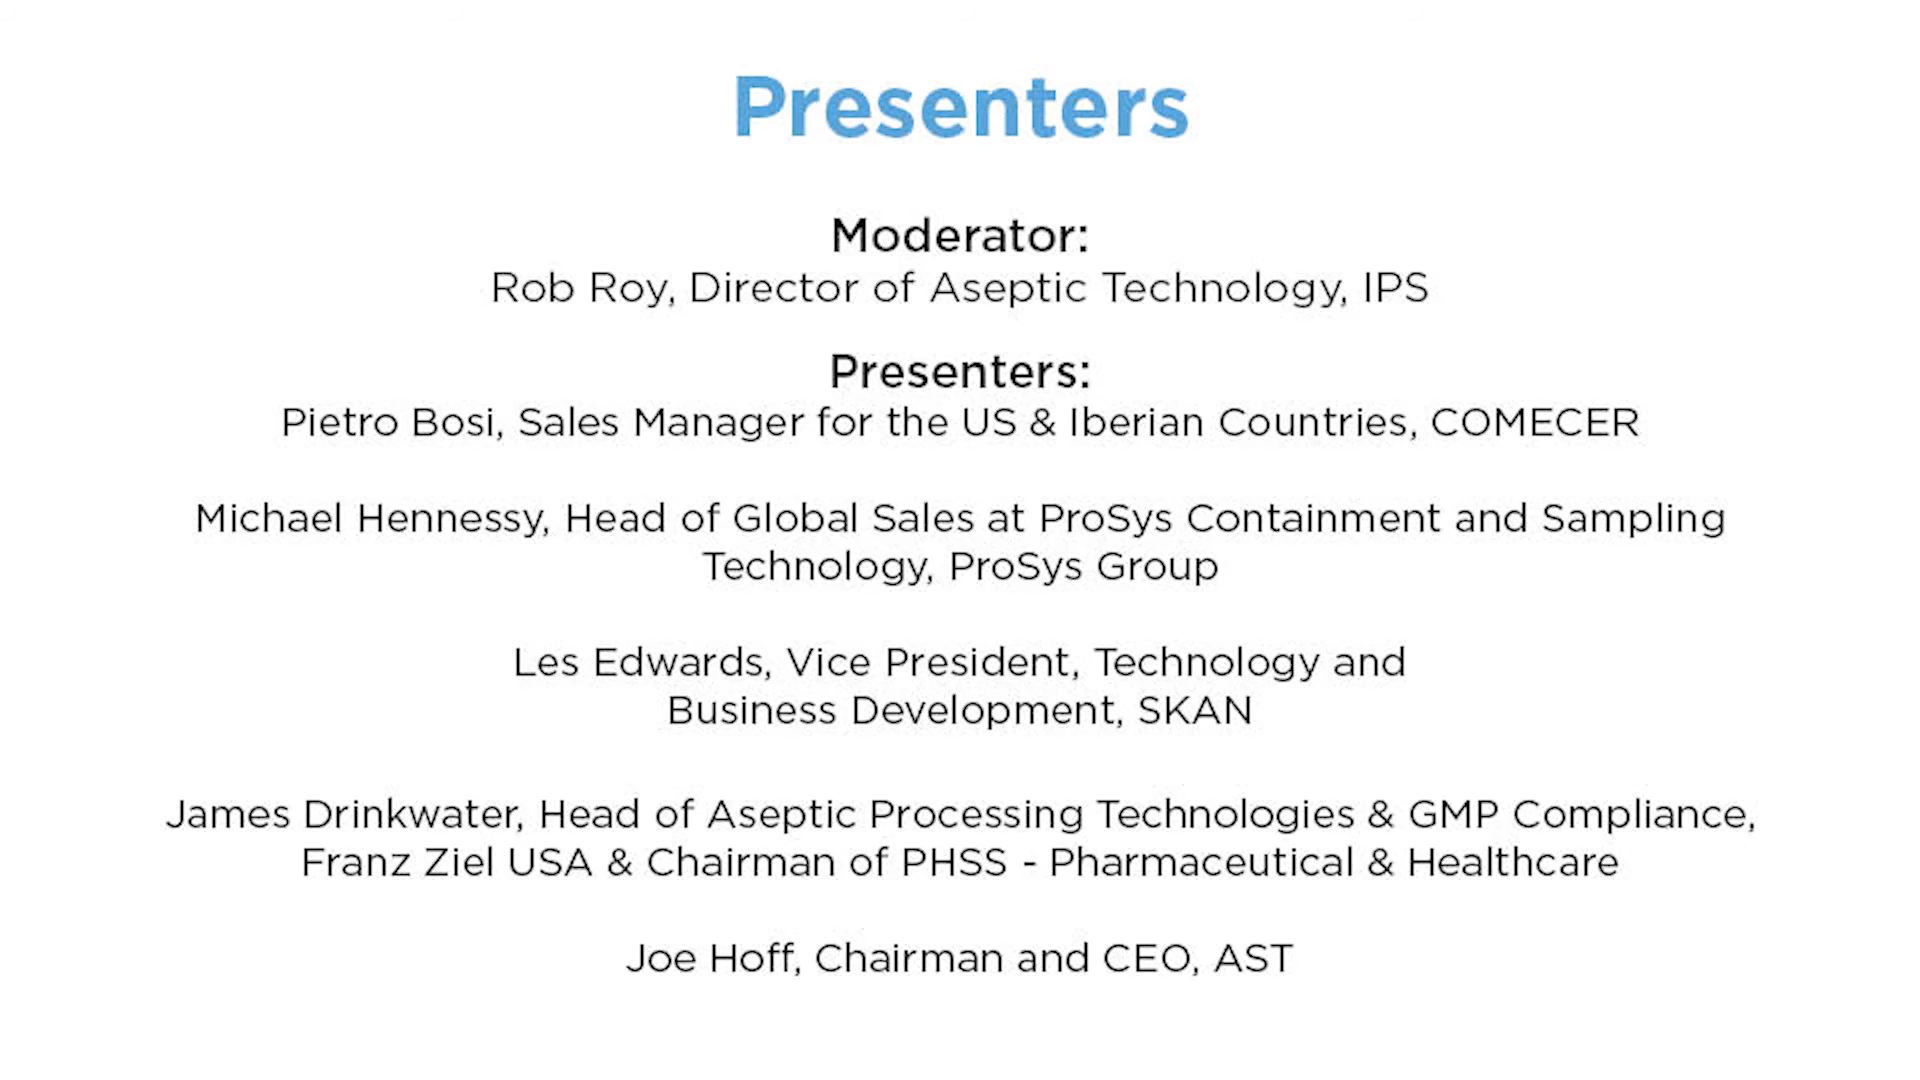 Presenters
Moderator:
Rob Roy, Director of Aseptic Technology, IPS
Presenters:
Pietro Bosi, Sales Manager for the US & Iberian Countries, COMECER
Michael Hennessy, Head of Global Sales at ProSys Containment and Sampling
Technology, ProSys Group
Les Edwards, Vice President, Technology and
Business Development, SKAN
James Drinkwater, Head of Aseptic Processing Technologies & GMP Compliance,
Franz Ziel USA & Chairman of PHSS - Pharmaceutical & Healthcare
Joe Hoff, Chairman and CEO, AST